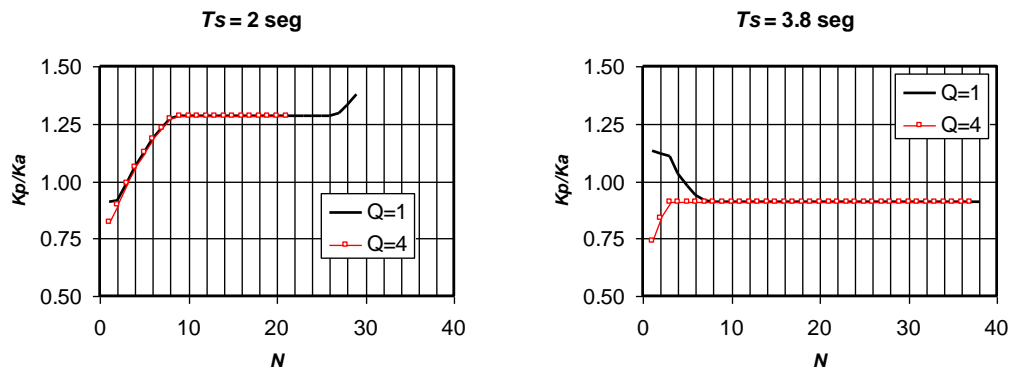 Ts = 2 seg
Kp/Ka
1.50
1.25
1.00
0.75
0.50
0 10 20 30 40
N
Q=1
Q=4
Ts = 3.8 seg
Kp/Ka
1.50
1.25
1.00
0.75
0.50
0 10 20 30 40
N
Q=1
Q=4